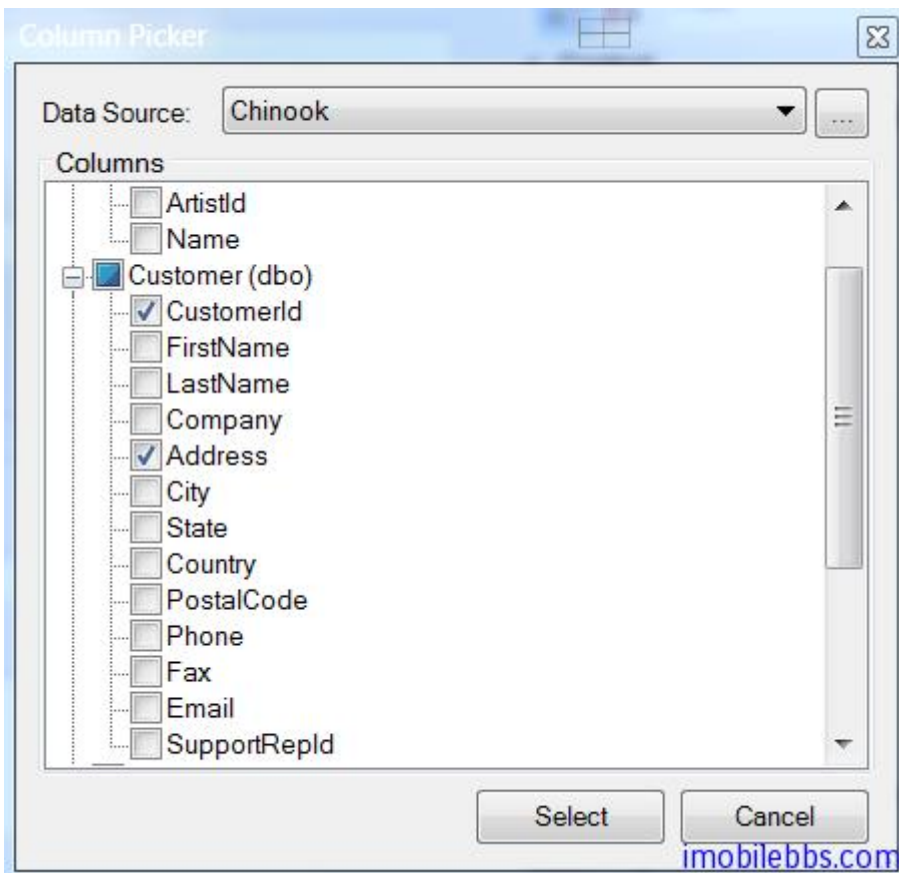 Column Picker
Data Source: Chinook ...
Columns
ArtistId
Name
Customer (dbo)
CustomerId
FirstName
LastName
Company
Address
City
State
Country
PostalCode
Phone
Fax
Email
SupportRepId
Select Cancel
imobilebbs.com